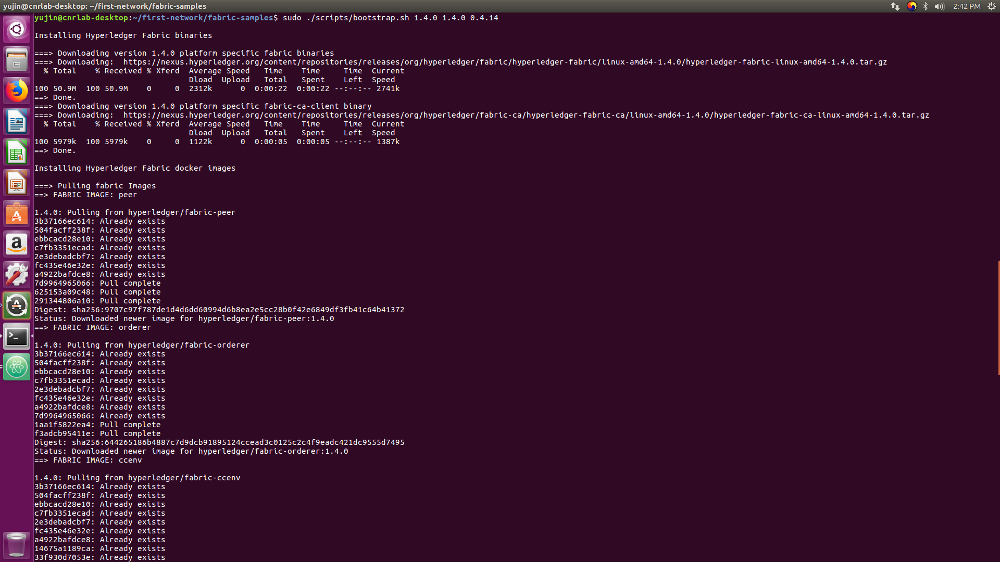 yujin@cnrlab-desktop: ~/first-network/fabric-samples
2:42 PM
yujin@cnrlab-desktop:~/first-network/fabric-samples$ sudo ./scripts/bootstrap.sh 1.4.0 1.4.0 0.4.14
Installing Hyperledger Fabric binaries
===> Downloading version 1.4.0 platform specific fabric binaries
===> Downloading:  https://nexus.hyperledger.org/content/repositories/releases/org/hyperledger/fabric/hyperledger-fabric/linux-amd64-1.4.0/hyperledger-fabric-linux-amd64-1.4.0.tar.gz
  % Total    % Received % Xferd  Average Speed   Time    Time     Time  Current
                                 Dload  Upload   Total   Spent    Left  Speed
100 50.9M  100 50.9M    0     0  2312k      0  0:00:22  0:00:22 --:--:-- 2741k
==> Done.
===> Downloading version 1.4.0 platform specific fabric-ca-client binary
===> Downloading:  https://nexus.hyperledger.org/content/repositories/releases/org/hyperledger/fabric-ca/hyperledger-fabric-ca/linux-amd64-1.4.0/hyperledger-fabric-ca-linux-amd64-1.4.0.tar.gz
  % Total    % Received % Xferd  Average Speed   Time    Time     Time  Current
                                 Dload  Upload   Total   Spent    Left  Speed
100 5979k  100 5979k    0     0  1122k      0  0:00:05  0:00:05 --:--:-- 1387k
==> Done.
Installing Hyperledger Fabric docker images
===> Pulling fabric Images
==> FABRIC IMAGE: peer
1.4.0: Pulling from hyperledger/fabric-peer
3b37166ec614: Already exists
504facff238f: Already exists
ebbcacd28e10: Already exists
c7fb3351ecad: Already exists
2e3debadcbf7: Already exists
fc435e46e32e: Already exists
a4922bafdce8: Already exists
7d9964965066: Pull complete
625153a09c48: Pull complete
291344806a10: Pull complete
Digest: sha256:9707c97f787de1d4d6dd60994d6b8ea2e5cc28b0f42e6849df3fb41c64b41372
Status: Downloaded newer image for hyperledger/fabric-peer:1.4.0
==> FABRIC IMAGE: orderer
1.4.0: Pulling from hyperledger/fabric-orderer
3b37166ec614: Already exists
504facff238f: Already exists
ebbcacd28e10: Already exists
c7fb3351ecad: Already exists
2e3debadcbf7: Already exists
fc435e46e32e: Already exists
a4922bafdce8: Already exists
7d9964965066: Already exists
1aa1f5822ea4: Pull complete
f3adcb95411e: Pull complete
Digest: sha256:644265186b4887c7d9dcb91895124ccead3c0125c2c4f9eadc421dc9555d7495
Status: Downloaded newer image for hyperledger/fabric-orderer:1.4.0
==> FABRIC IMAGE: ccenv
1.4.0: Pulling from hyperledger/fabric-ccenv
3b37166ec614: Already exists
504facff238f: Already exists
ebbcacd28e10: Already exists
c7fb3351ecad: Already exists
2e3debadcbf7: Already exists
fc435e46e32e: Already exists
a4922bafdce8: Already exists
14675a1189ca: Already exists
33f930d7053e: Already exists